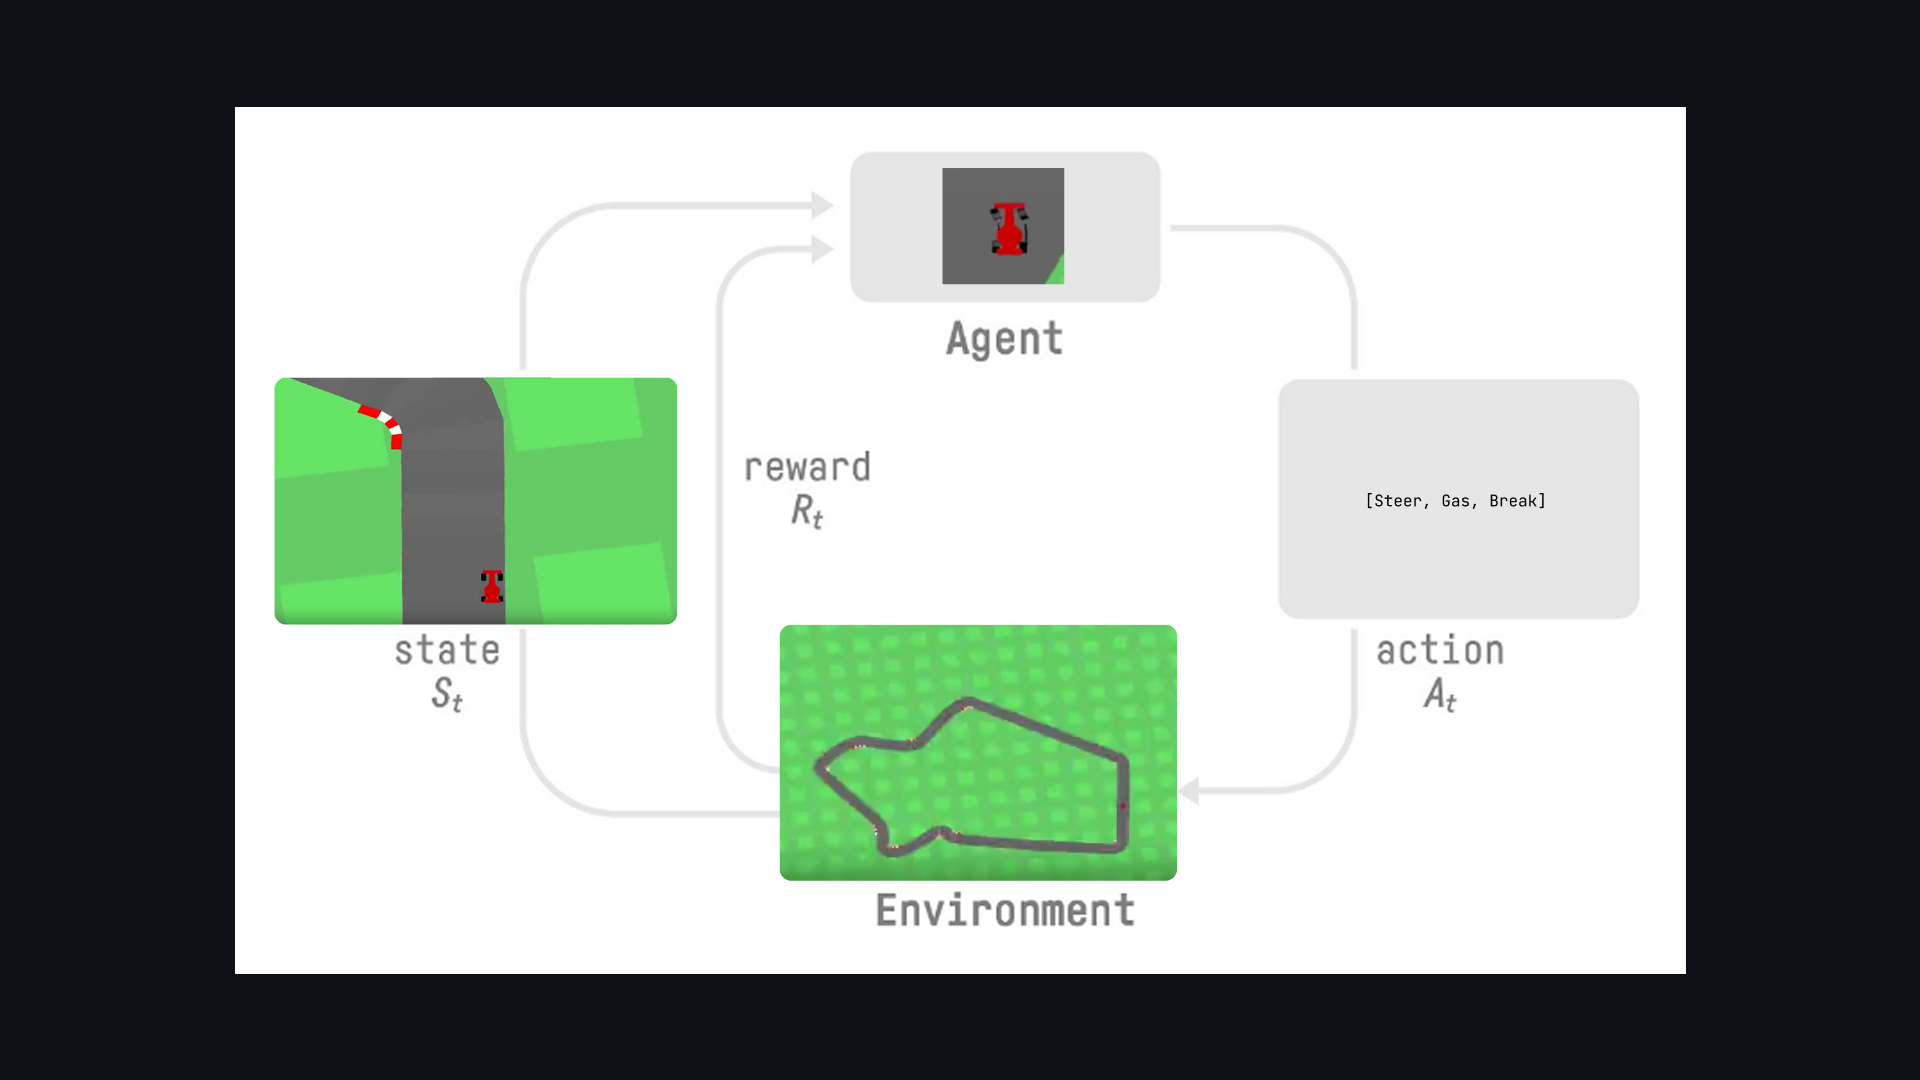 Agent
reward
Rt
[Steer, Gas, Break]
state
St
action
At
Environment